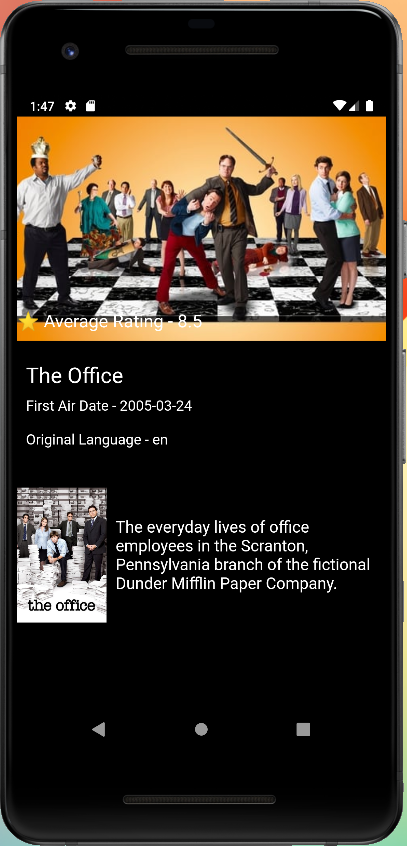 1:47
Average Rating - 8.5
The Office
First Air Date - 2005-03-24
Original Language - en
The everyday lives of office
employees in the Scranton,
Pennsylvania branch of the fictional
Dunder Mifflin Paper Company.
the office